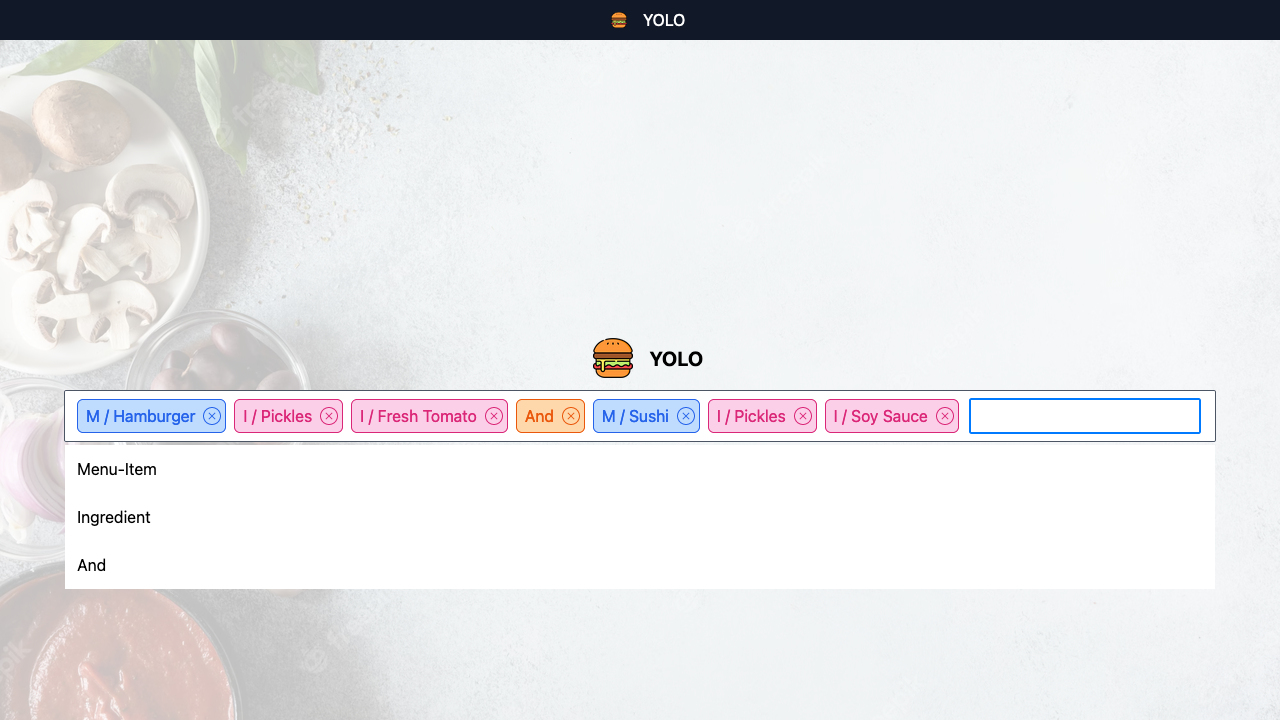 YOLO
YOLO
M / Hamburger I / Pickles I / Fresh Tomato And M / Sushi I / Pickles I / Soy Sauce
Menu-Item
Ingredient
And